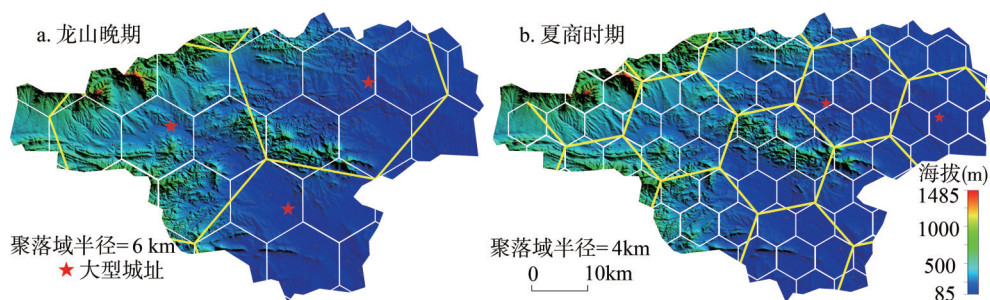 a. 龙山晚期
聚落域半径=6 km
★ 大型城址
b. 夏商时期
聚落域半径=4km
0 10km
海拔(m)
1485
1000
500
85